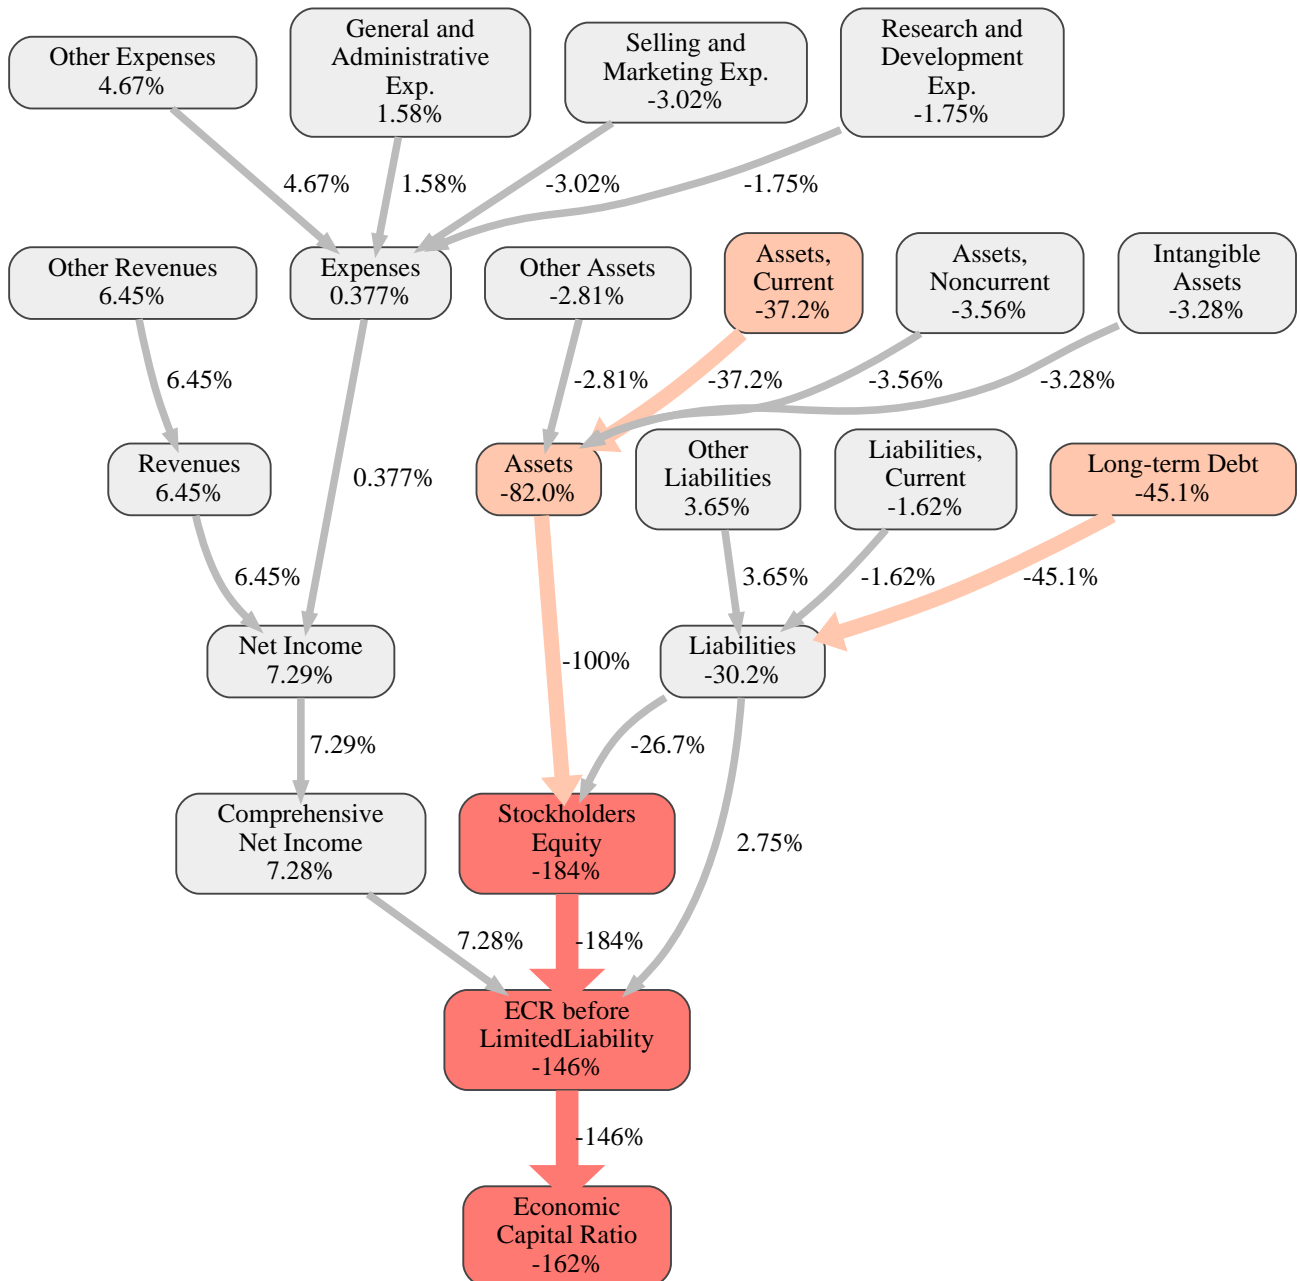 Other Expenses
4.67%
General and
Administrative
Exp.
1.58%
Selling and
Marketing Exp.
-3.02%
Research and
Development
Exp.
-1.75%
4.67%
1.58%
-3.02%
-1.75%
Other Revenues
6.45%
Expenses
0.377%
Other Assets
-2.81%
Assets,
Current
-37.2%
Assets,
Noncurrent
-3.56%
Intangible
Assets
-3.28%
6.45%
-2.81%
-37.2%
-3.56%
-3.28%
Revenues
6.45%
0.377%
Assets
-82.0%
Other
Liabilities
3.65%
Liabilities,
Current
-1.62%
Long-term Debt
-45.1%
6.45%
3.65%
-1.62%
-45.1%
Net Income
7.29%
-100%
Liabilities
-30.2%
7.29%
-26.7%
Comprehensive
Net Income
7.28%
Stockholders
Equity
-184%
2.75%
7.28%
-184%
ECR before
LimitedLiability
-146%
-146%
Economic
Capital Ratio
-162%